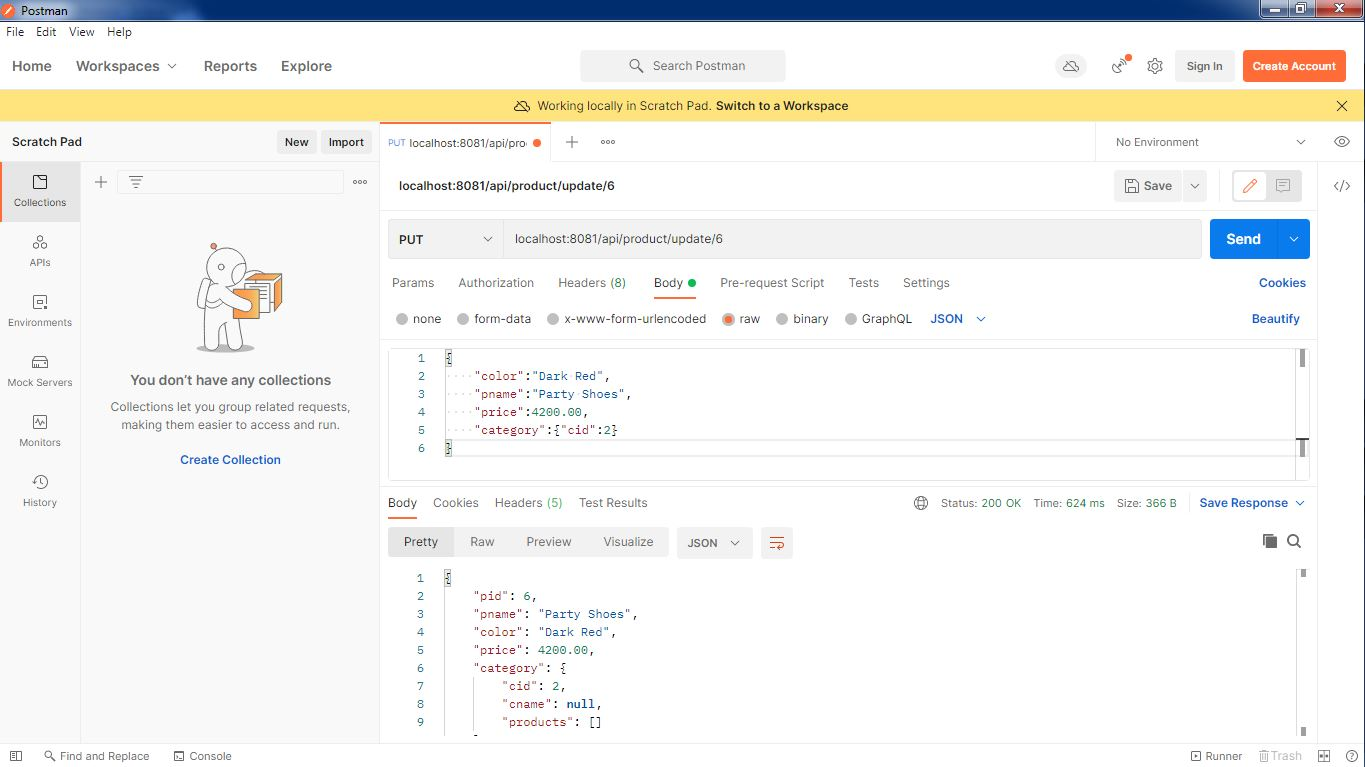 Postman
File Edit View Help
Home Workspaces Reports Explore Search Postman Sign In Create Account
Working locally in Scratch Pad. Switch to a Workspace
Scratch Pad New Import PUT localhost:8081/api/pro No Environment
Collections
APIs
Environments
Mock Servers
Monitors
History
You don't have any collections
Collections let you group related requests,
making them easier to access and run.
Create Collection
localhost:8081/api/product/update/6 Save
PUT localhost:8081/api/product/update/6 Send
Params Authorization Headers (8) Body Pre-request Script Tests Settings Cookies
none form-data x-www-form-urlencoded raw binary GraphQL JSON Beautify
1 {
2 "color":"Dark Red",
3 "pname":"Party Shoes",
4 "price":4200.00,
5 "category":{"cid":2}
6 }
Body Cookies Headers (5) Test Results Status: 200 OK Time: 624 ms Size: 366 B Save Response
Pretty Raw Preview Visualize JSON
1 {
2 "pid": 6,
3 "pname": "Party Shoes",
4 "color": "Dark Red",
5 "price": 4200.00,
6 "category": {
7 "cid": 2,
8 "cname": null,
9 "products": []
Find and Replace Console Runner Trash